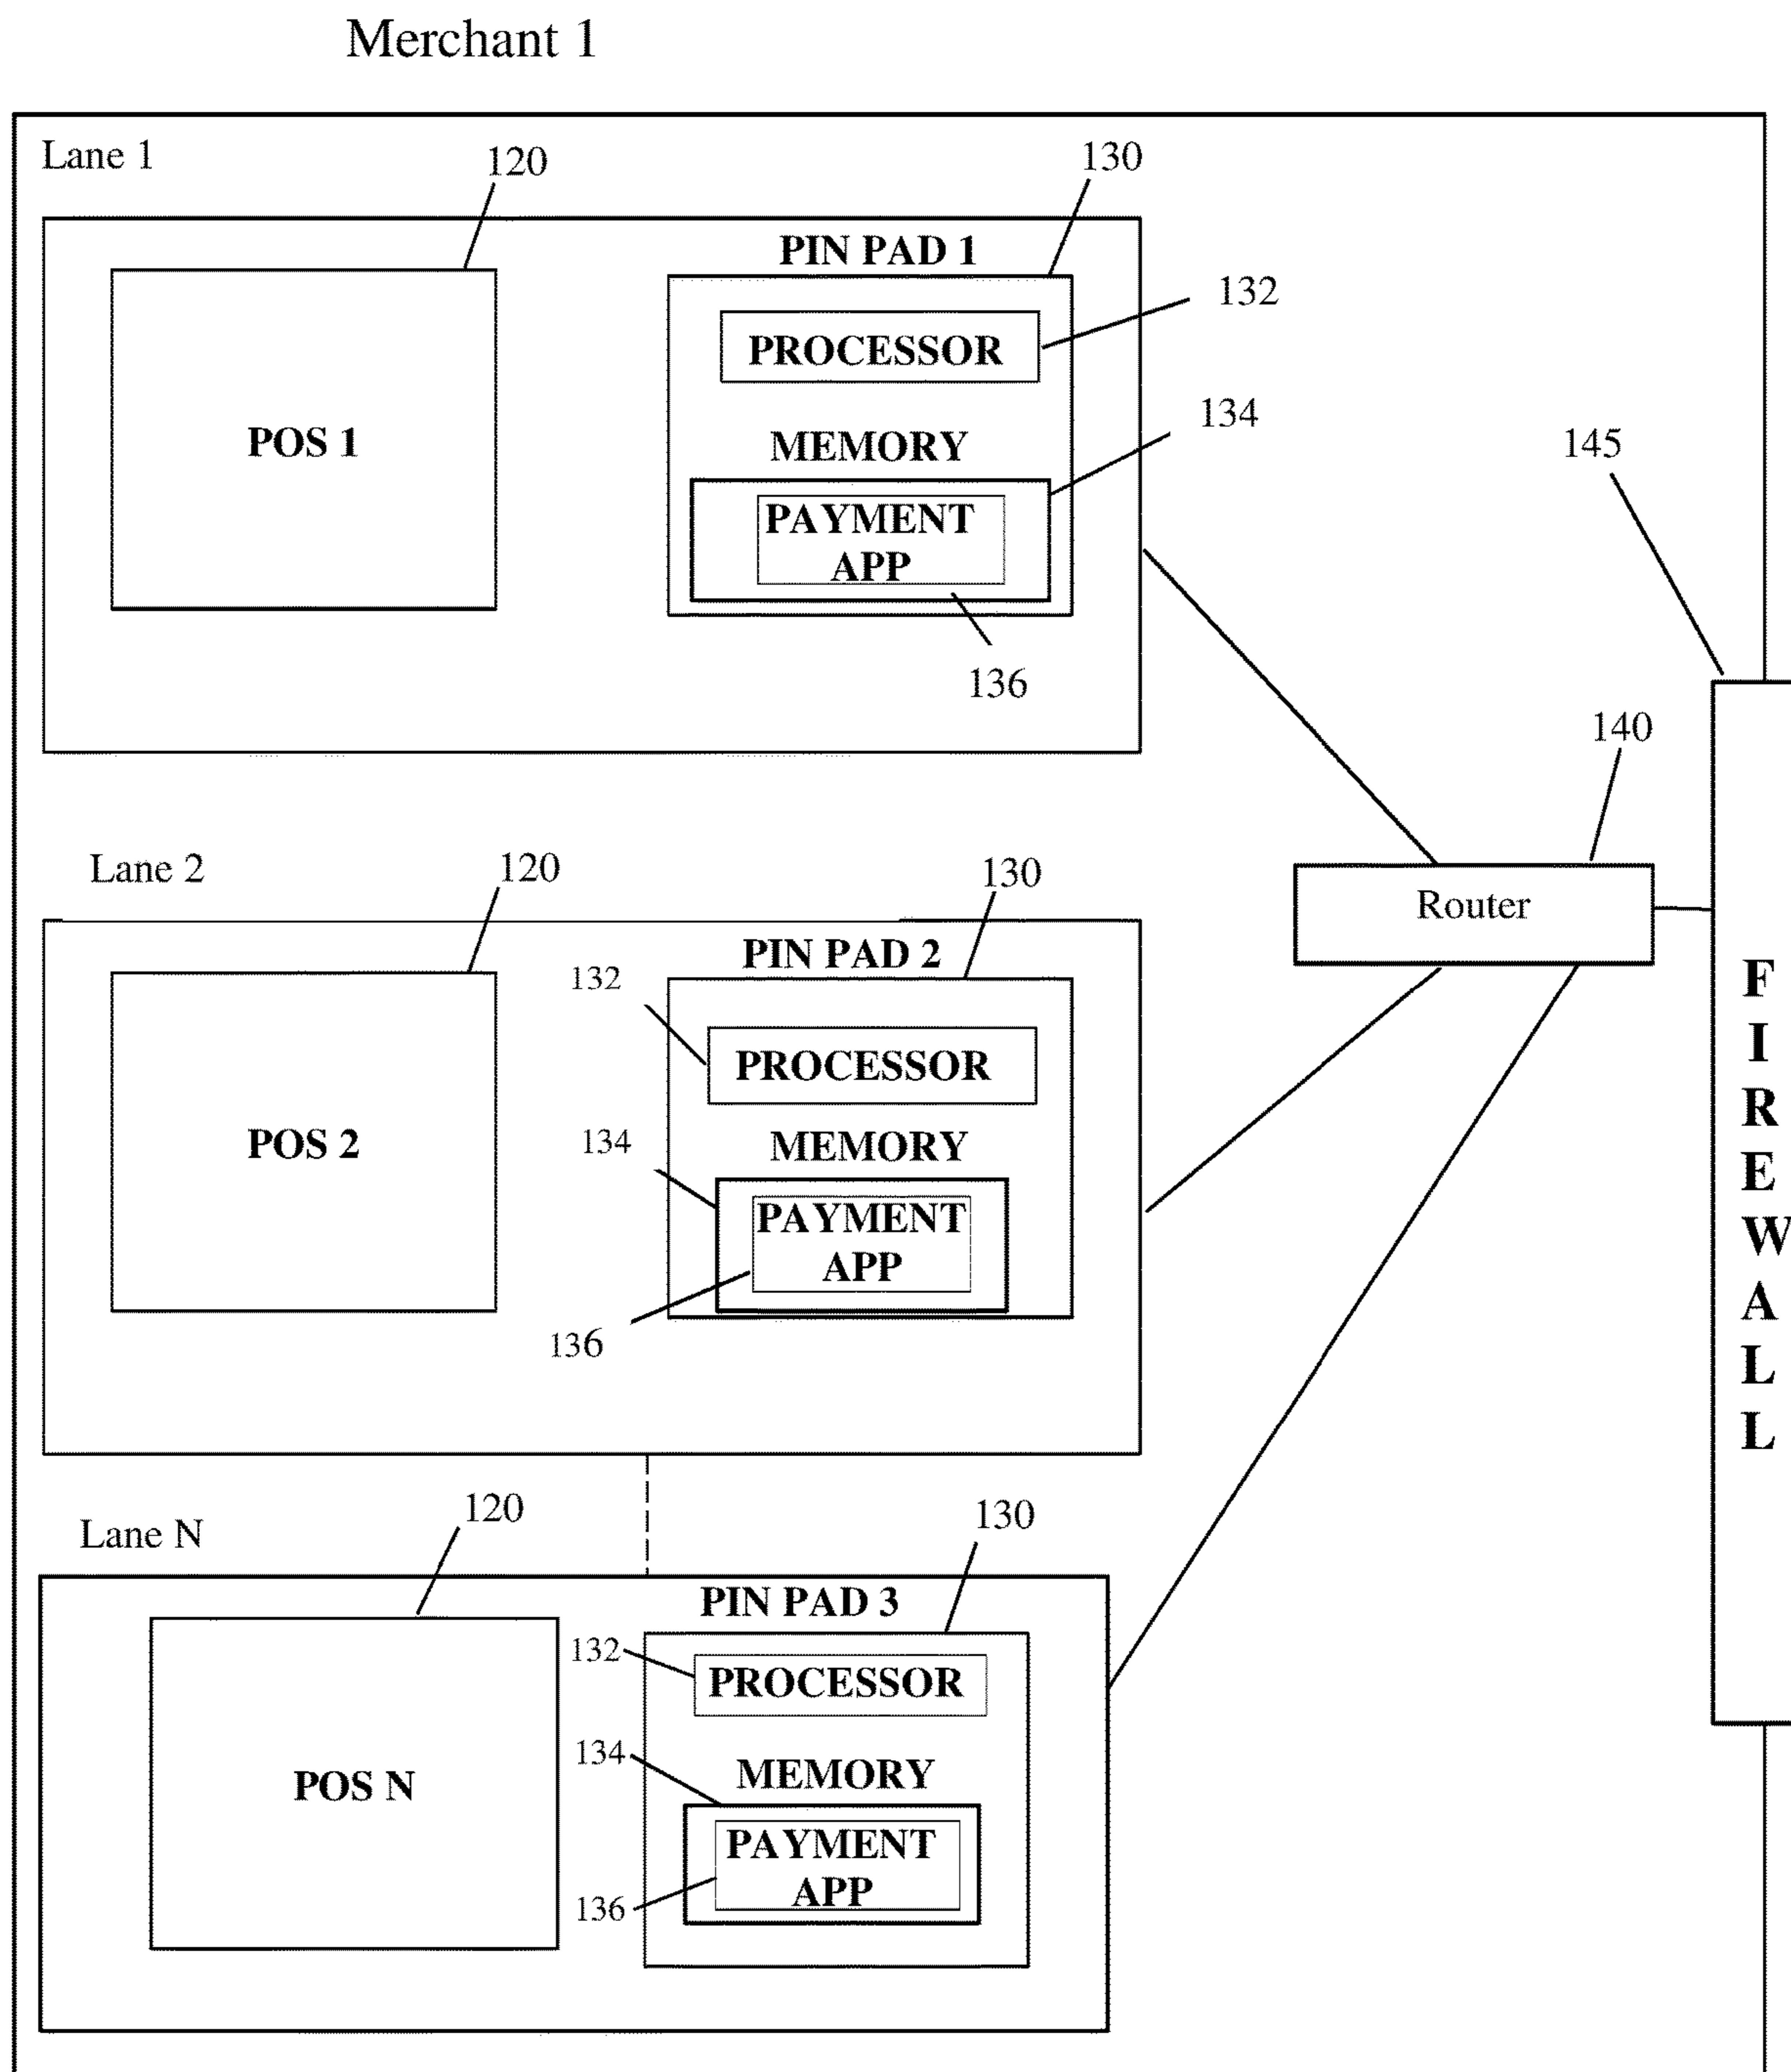 Merchant 1
Lane 1
120
130
PIN PAD 1
132
PROCESSOR
134
POS 1
MEMORY
145
PAYMENT
APP
136
140
Lane 2
120
130
Router
PIN PAD 2
132
PROCESSOR
POS 2
134
MEMORY
PAYMENT
APP
136
FIREWALL
Lane N
120
130
PIN PAD 3
132
PROCESSOR
134
MEMORY
POS N
PAYMENT
APP
136